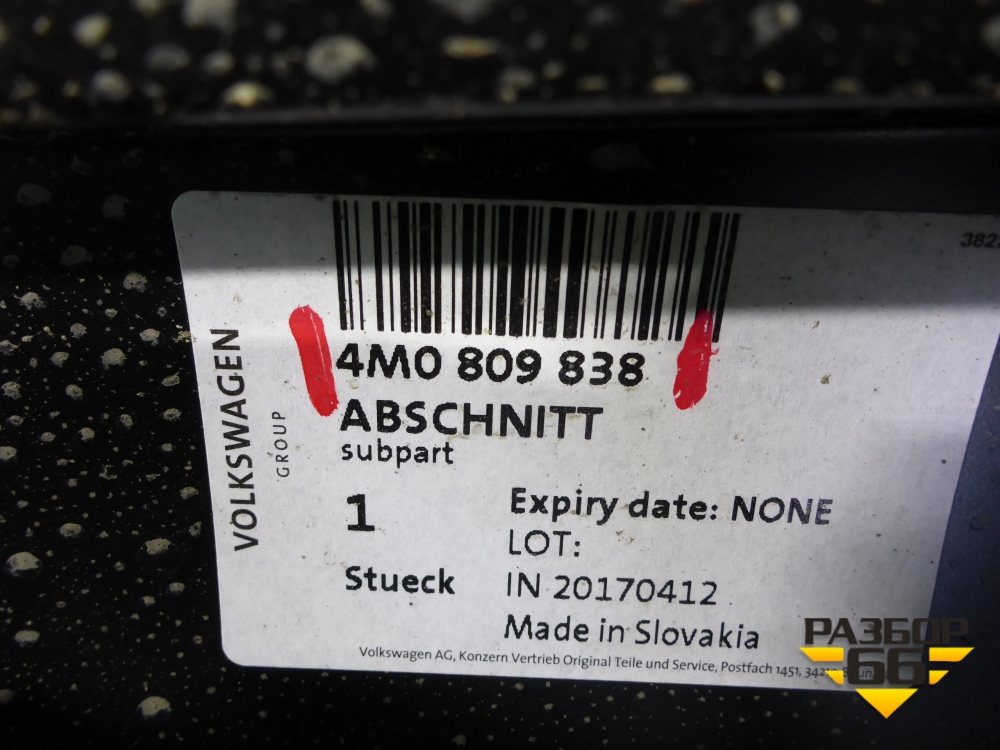 VOLKSWAGEN
GROUP
4M0 809 838
ABSCHNITT
subpart
1
Stueck
Expiry date: NONE
LOT:
IN 20170412
Made in Slovakia
Volkswagen AG, Konzern Vertrieb Original Teile und Service, Postfach 1451,
РАЗБОР
66